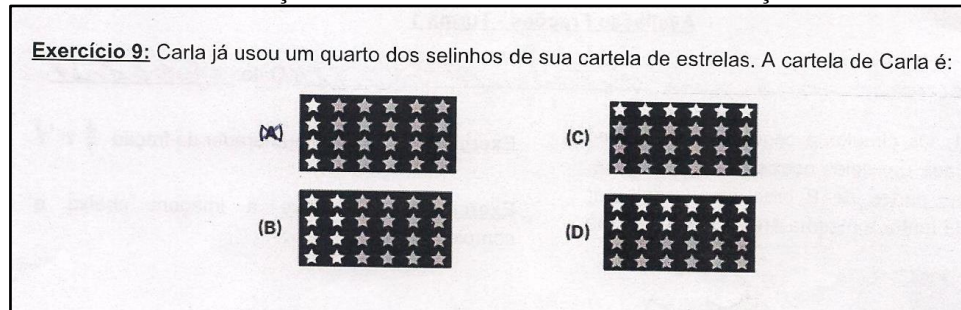 Exercício 9: Carla já usou um quarto dos selinhos de sua cartela de estrelas. A cartela de Carla é:
(A)
(C)
(B)
(D)